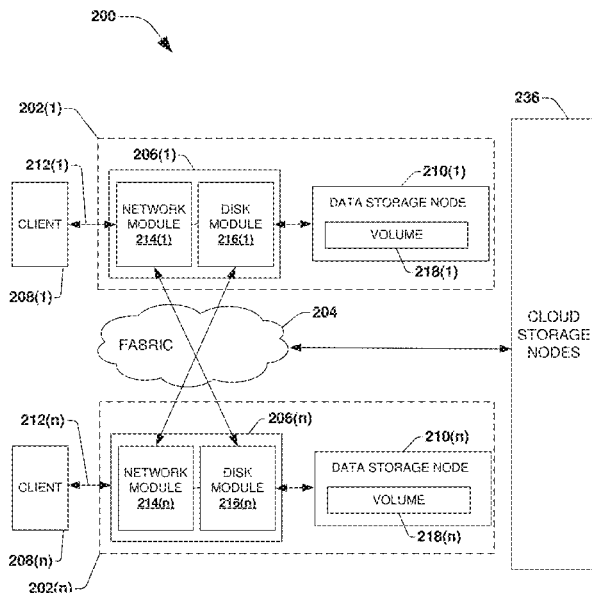 200
202(1)
236
206(1)
212(1)
210(1)
CLIENT
NETWORK
MODULE
214(1)
DISK
MODULE
216(1)
DATA STORAGE NODE
VOLUME
218(1)
208(1)
204
FABRIC
CLOUD
STORAGE
NODES
212(n)
206(n)
210(n)
CLIENT
NETWORK
MODULE
214(n)
DISK
MODULE
216(n)
DATA STORAGE NODE
VOLUME
218(n)
208(n)
202(n)